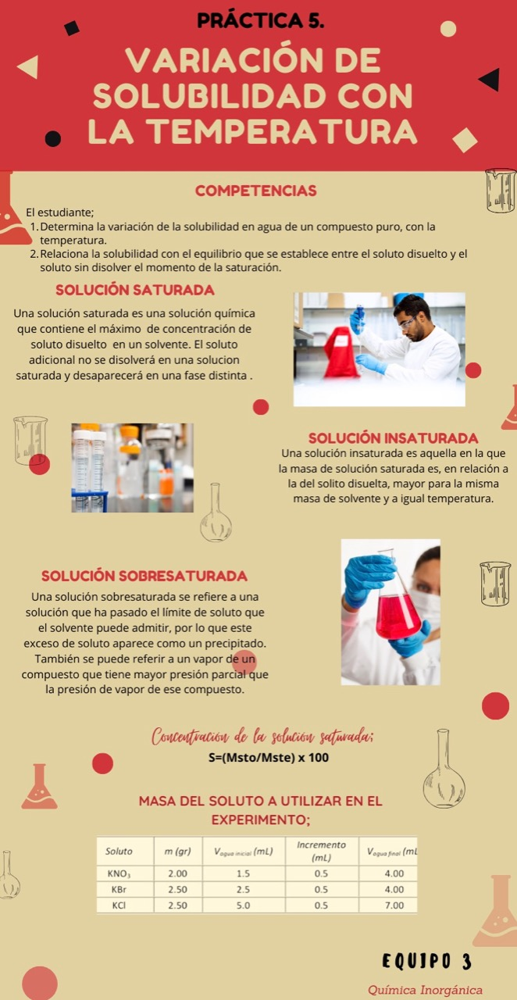 PRÁCTICA 5.
VARIACIÓN DE
SOLUBILIDAD CON
LA TEMPERATURA
COMPETENCIAS
El estudiante;
1. Determina la variación de la solubilidad en agua de un compuesto puro, con la
temperatura.
2. Relaciona la solubilidad con el equilibrio que se establece entre el soluto disuelto y el
soluto sin disolver el momento de la saturación.
SOLUCIÓN SATURADA
Una solución saturada es una solución química
que contiene el máximo de concentración de
soluto disuelto en un solvente. El soluto
adicional no se disolverá en una solucion
saturada y desaparecerá en una fase distinta .
SOLUCIÓN INSATURADA
Una solución insaturada es aquella en la que
la masa de solución saturada es, en relación a
la del solito disuelta, mayor para la misma
masa de solvente y a igual temperatura.
SOLUCIÓN SOBRESATURADA
Una solución sobresaturada se refiere a una
solución que ha pasado el límite de soluto que
el solvente puede admitir, por lo que este
exceso de soluto aparece como un precipitado.
También se puede referir a un vapor de un
compuesto que tiene mayor presión parcial que
la presión de vapor de ese compuesto.
Concentración de la solución saturada;
S=(Msto/Mste) x 100
MASA DEL SOLUTO A UTILIZAR EN EL
EXPERIMENTO;
Soluto m (gr) Vagua inicial (mL) Incremento (mL) Vagua final (mL
KNO₃ 2.00 1.5 0.5 4.00
KBr 2.50 2.5 0.5 4.00
KCl 2.50 5.0 0.5 7.00
EQUIPO 3
Química Inorgánica